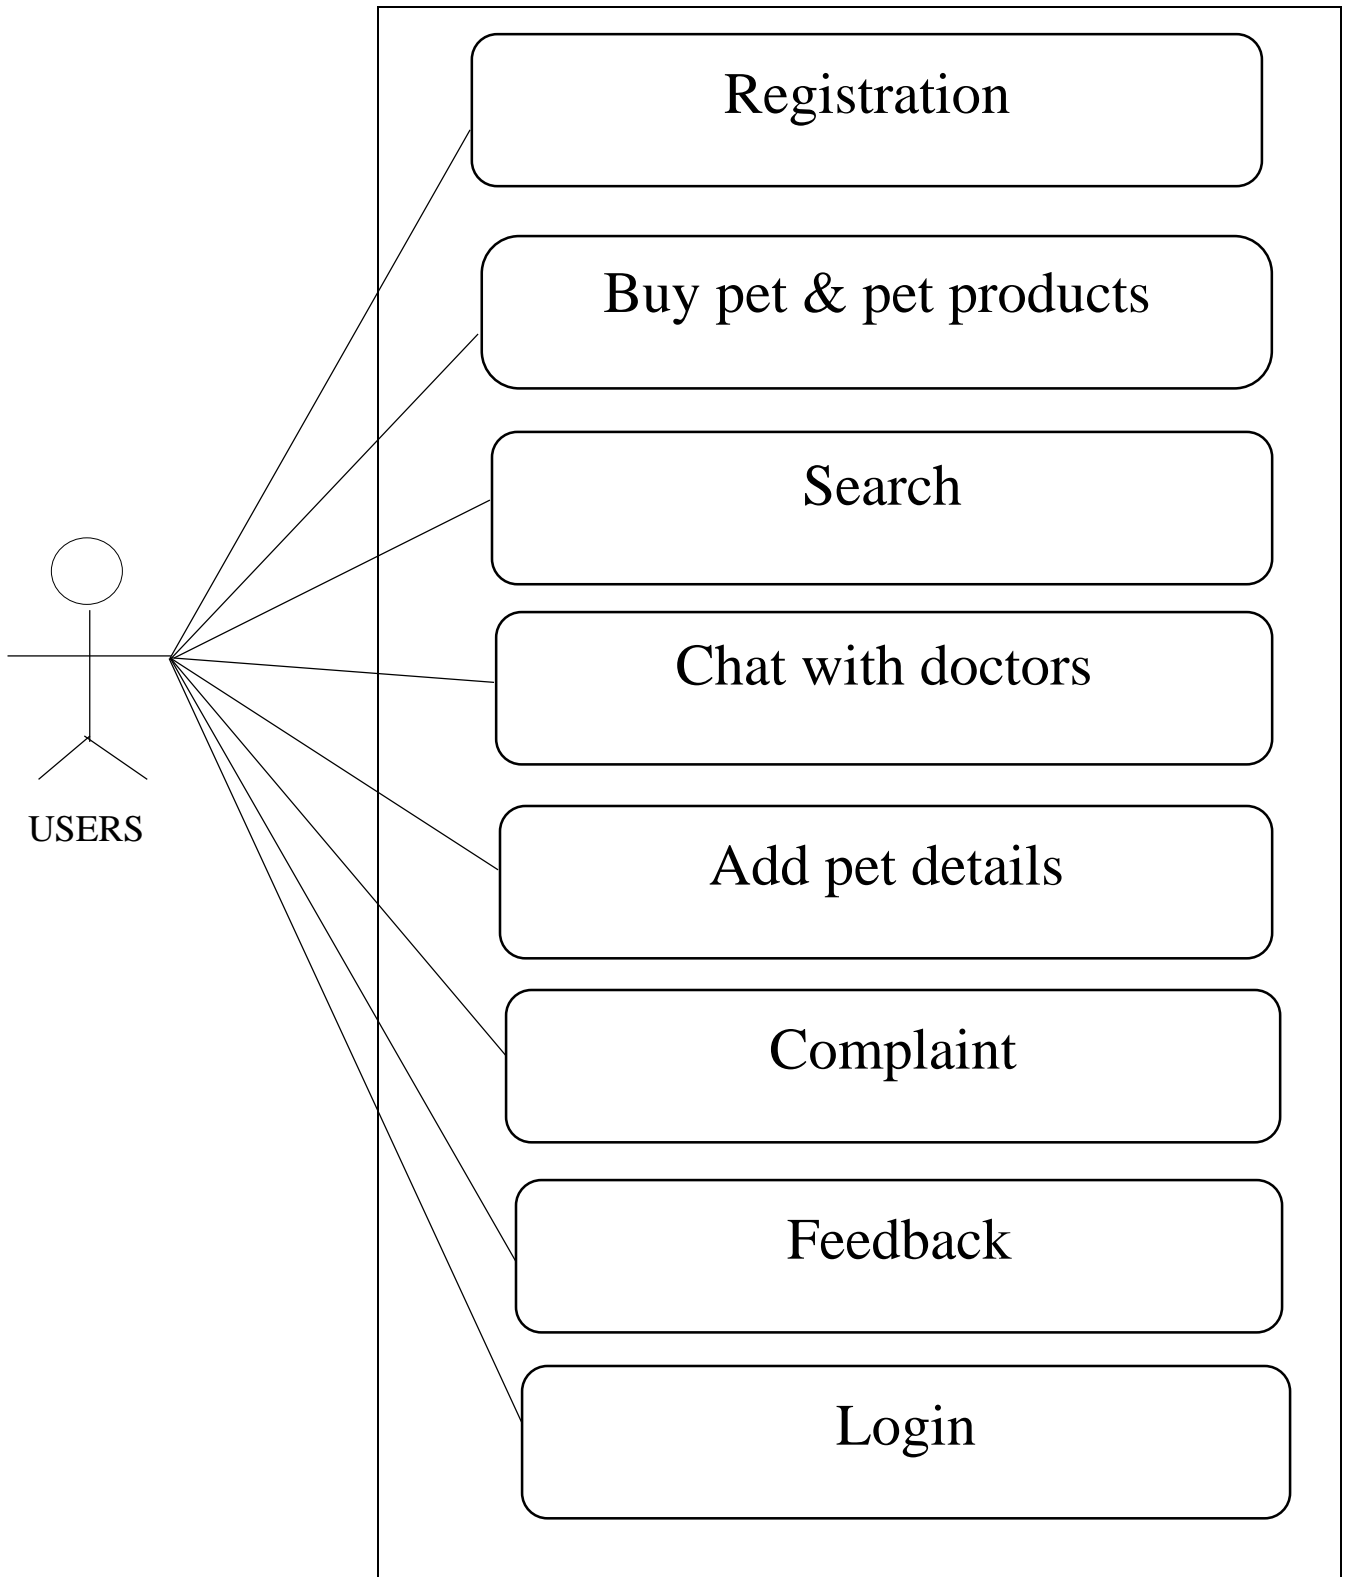 Registration
Buy pet & pet products
Search
Chat with doctors
USERS
Add pet details
Complaint
Feedback
Login